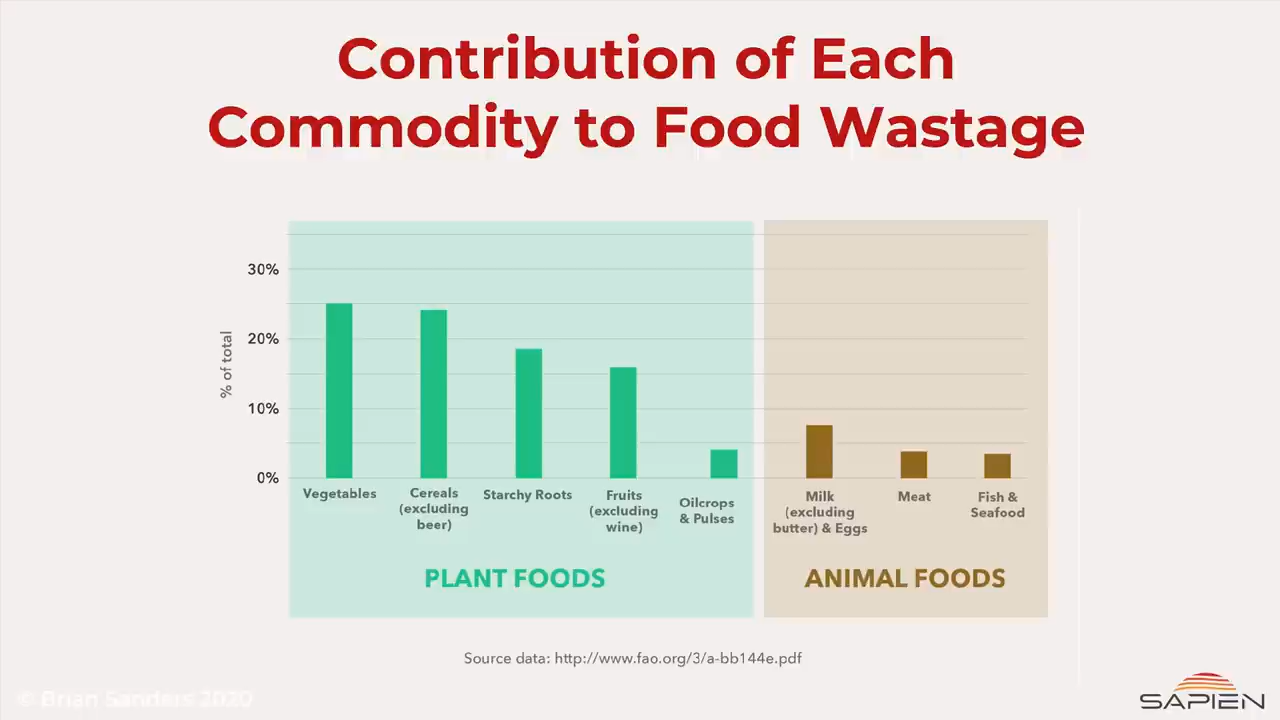 Contribution of Each
Commodity to Food Wastage
% of total
30%
20%
10%
0%
Vegetables
Cereals
(excluding
beer)
Starchy Roots
Fruits
(excluding
wine)
Oilcrops
& Pulses
Milk
(excluding
butter) & Eggs
Meat
Fish &
Seafood
PLANT FOODS
ANIMAL FOODS
Source data: http://www.fao.org/3/a-bb144e.pdf
© Brian Sanders 2020
SAPIEN